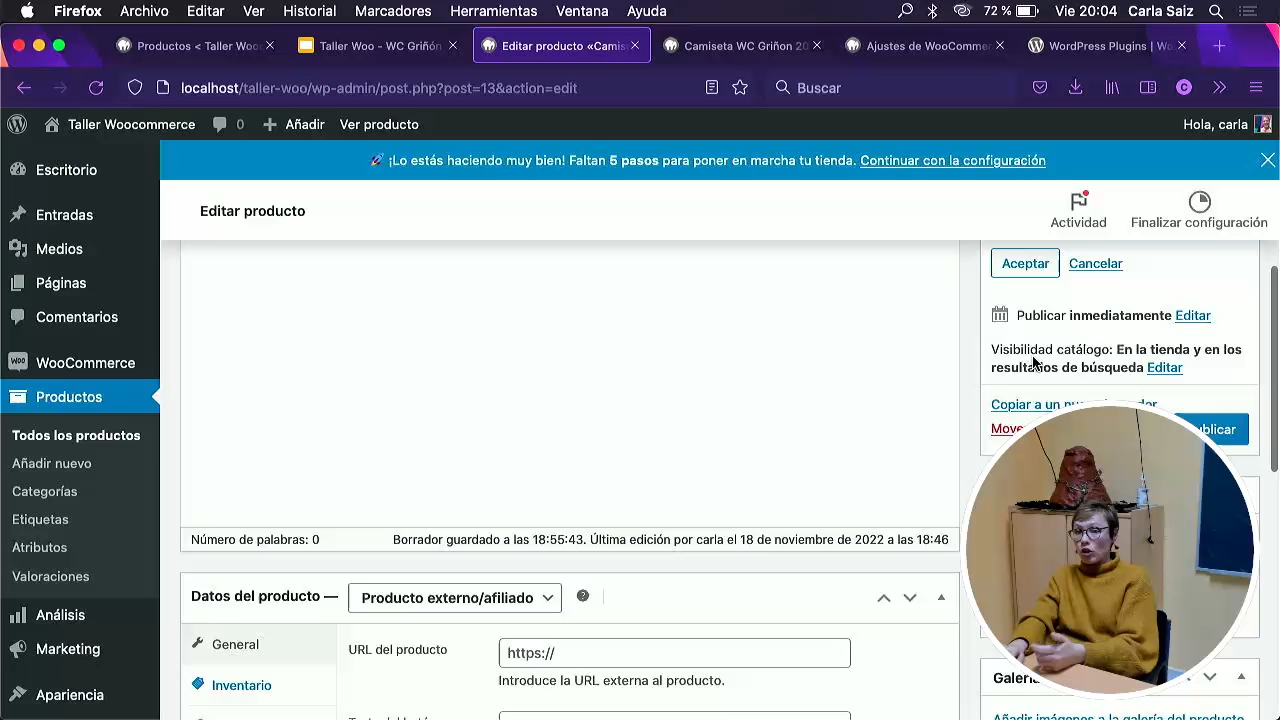 Firefox Archivo Editar Ver Historial Marcadores Herramientas Ventana Ayuda 72 % Vie 20:04 Carla Saiz
Productos < Taller Woo Taller Woo - WC Griñón Editar producto «Camis Camiseta WC Griñon 20 Ajustes de WooCommer WordPress Plugins | Wo
localhost/taller-woo/wp-admin/post.php?post=13&action=edit Buscar
Taller Woocommerce 0 Añadir Ver producto Hola, carla
¡Lo estás haciendo muy bien! Faltan 5 pasos para poner en marcha tu tienda. Continuar con la configuración
Escritorio
Entradas
Medios
Páginas
Comentarios
WooCommerce
Productos
Todos los productos
Añadir nuevo
Categorías
Etiquetas
Atributos
Valoraciones
Análisis
Marketing
Apariencia
Editar producto
Actividad
Finalizar configuración
Aceptar Cancelar
Publicar inmediatamente Editar
Visibilidad catálogo: En la tienda y en los
resultados de búsqueda Editar
Copiar a un
Número de palabras: 0 Borrador guardado a las 18:55:43. Última edición por carla el 18 de noviembre de 2022 a las 18:46
Datos del producto — Producto externo/afiliado
General
Inventario
URL del producto https://
Introduce la URL externa al producto.
Añadir imágenes a la galería del producto